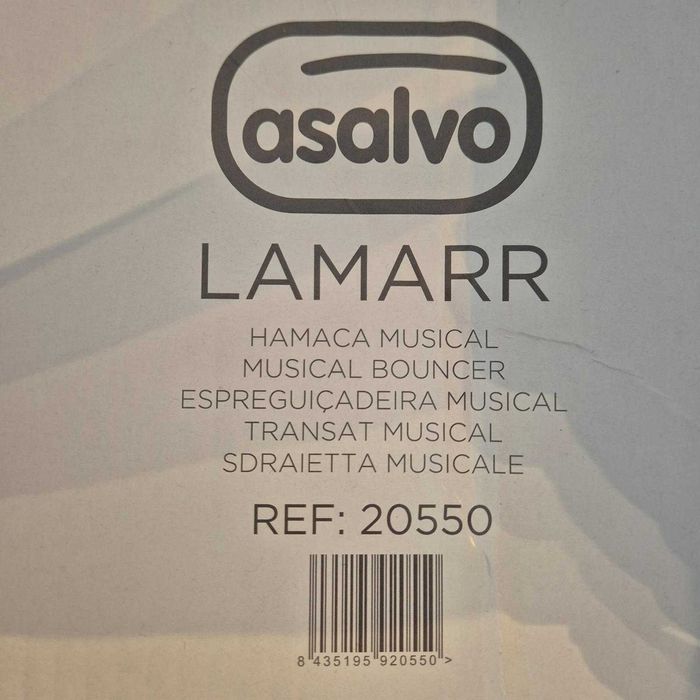 asalvo
LAMARR
HAMACA MUSICAL
MUSICAL BOUNCER
ESPREGUIÇADEIRA MUSICAL
TRANSAT MUSICAL
SDRAIETTA MUSICALE
REF: 20550
8 435195 920550 >